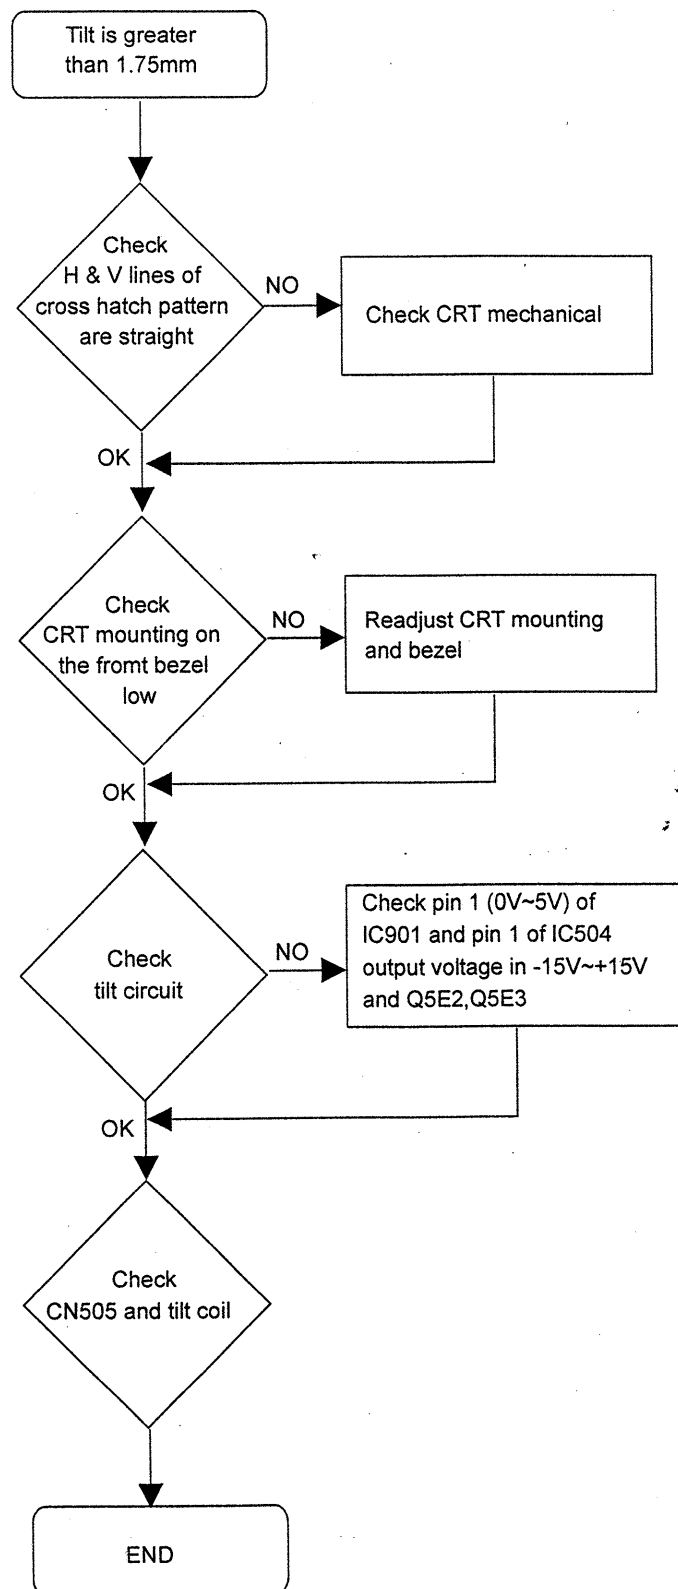 Tilt is greater
than 1.75mm
Check
H & V lines of
cross hatch pattern
are straight
NO
Check CRT mechanical
OK
Check
CRT mounting on
the fromt bezel
low
NO
Readjust CRT mounting
and bezel
OK
Check
tilt circuit
NO
Check pin 1 (0V~5V) of
IC901 and pin 1 of IC504
output voltage in -15V~+15V
and Q5E2,Q5E3
OK
Check
CN505 and tilt coil
END